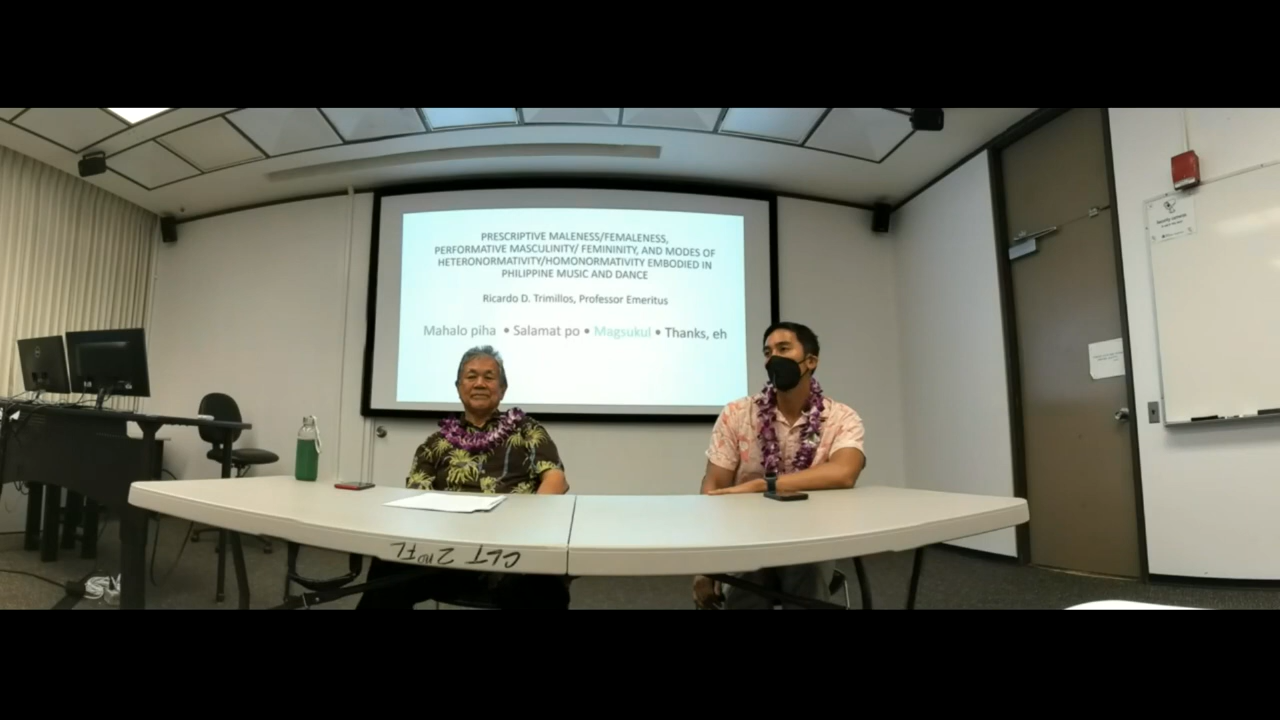 PRESCRIPTIVE MALENESS/FEMALENESS,
PERFORMATIVE MASCULINITY/ FEMININITY, AND MODES OF
HETERONORMATIVITY/HOMONORMATIVITY EMBODIED IN
PHILIPPINE MUSIC AND DANCE
Ricardo D. Trimillos, Professor Emeritus
Mahalo piha • Salamat po • Magsukul • Thanks, eh
CLT 2ND FL